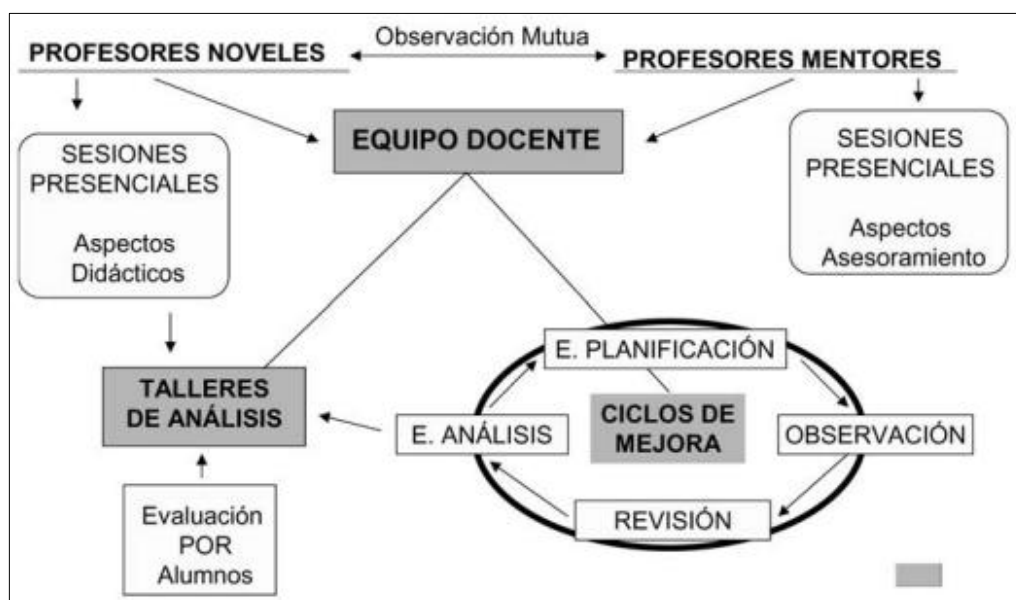 Observación Mutua
PROFESORES NOVELES
PROFESORES MENTORES
EQUIPO DOCENTE
SESIONES
PRESENCIALES
Aspectos
Didácticos
SESIONES
PRESENCIALES
Aspectos
Asesoramiento
TALLERES
DE ANÁLISIS
Evaluación
POR
Alumnos
E. PLANIFICACIÓN
E. ANÁLISIS
CICLOS DE
MEJORA
OBSERVACIÓN
REVISIÓN